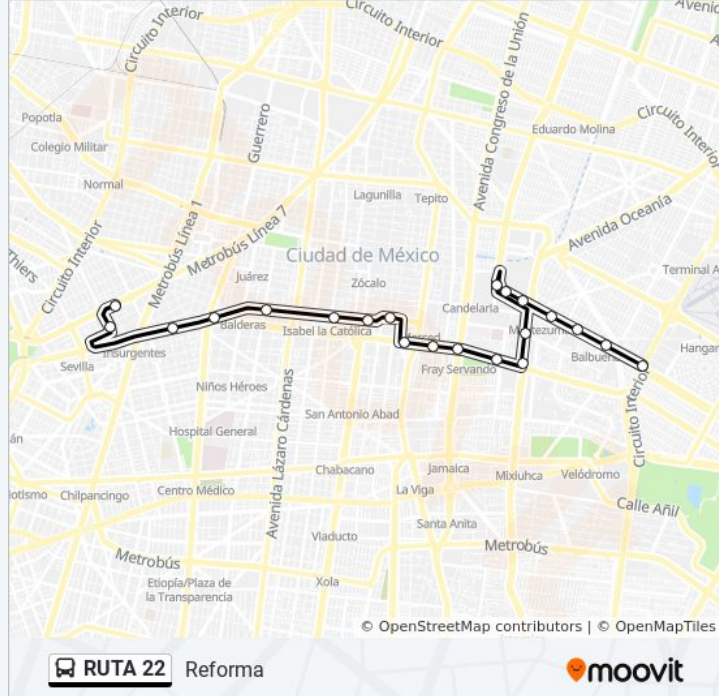 Circuito Interior
Circuito Interior
Avenida Congreso de la Unión
Popotla
Colegio Militar
Guerrero
Eduardo Molina
Circuito Interior
Normal
Lagunilla
Tepito
Metrobús Línea 1
Metrobús Línea 7
Avenida Oceanía
Thiers
Circuito Interior
Ciudad de México
Juárez
Zócalo
Terminal A
Candelaria
Balderas
Isabel la Católica
Merced
Insurgentes
Sevilla
Fray Servando
Balbuena
Hangar
Niños Héroes
Avenida Lázaro Cárdenas
San Antonio Abad
Circuito Interior
Hospital General
Chabacano
Jamaica
Mixiuhca
Velódromo
Chilpancingo
Centro Médico
La Viga
Calle Añil
Santa Anita
Viaducto
Metrobús
Metrobús
Etiopía/Plaza de
la Transparencia
Xola
© OpenStreetMap contributors | © OpenMapTiles
RUTA 22 Reforma
moovit